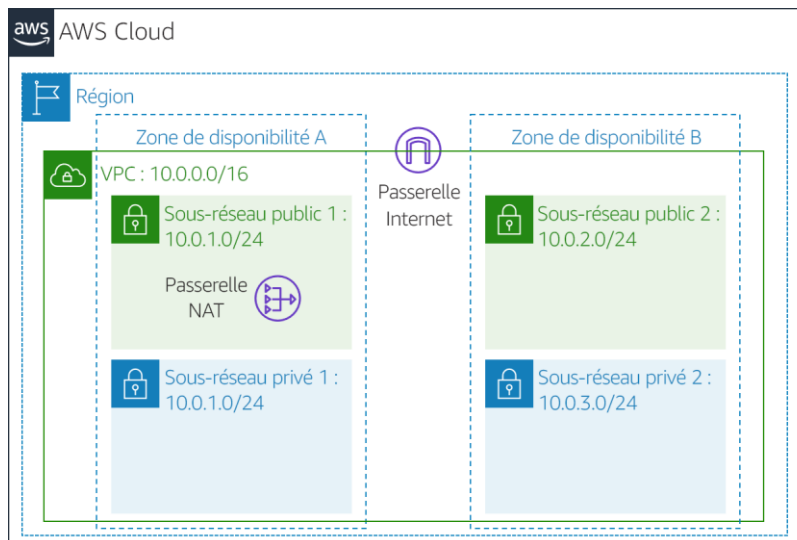 aws AWS Cloud
Région
Zone de disponibilité A
Zone de disponibilité B
VPC : 10.0.0.0/16
Passerelle
Internet
Sous-réseau public 1 :
10.0.1.0/24
Sous-réseau public 2 :
10.0.2.0/24
Passerelle
NAT
Sous-réseau privé 1 :
10.0.1.0/24
Sous-réseau privé 2 :
10.0.3.0/24